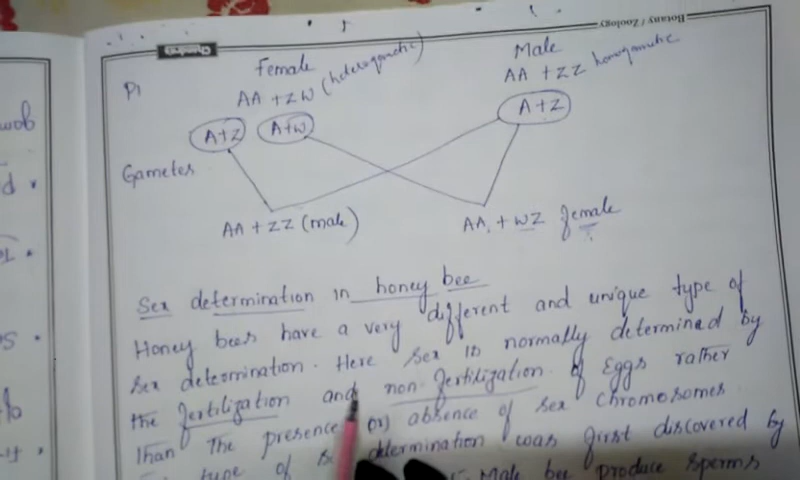 Botany / Zoology
Female
Male
P1
AA + ZW (heterogametic)
AA + ZZ homogametic
A+Z
A+W
A+Z
Gametes
AA + ZZ (male)
AA + WZ female
Sex determination in honey bee
Honey bees have a very different and unique type of
sex determination. Here sex is normally determined by
the fertilization and non fertilization of Eggs rather
than the presence or) absence of sex chromosomes
type of determination was first discovered by
Male bee produce sperms